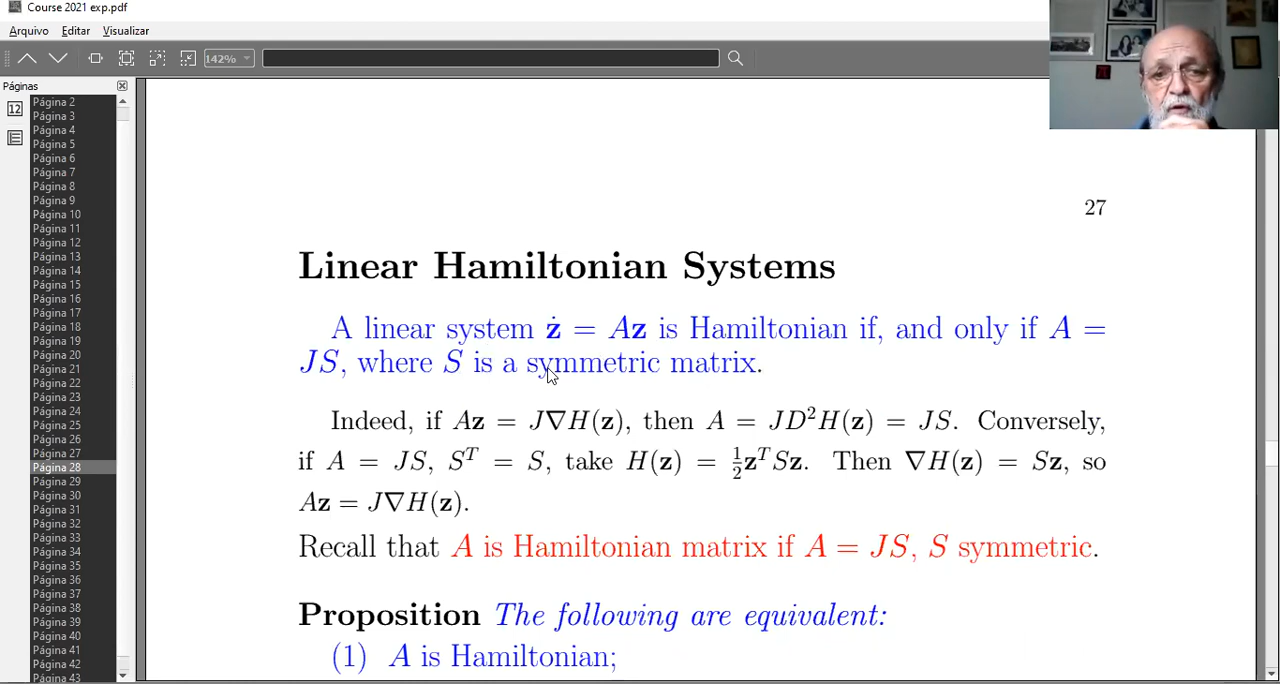 Course 2021 exp.pdf
Arquivo Editar Visualizar
142%
Páginas
12
Página 2
Página 3
Página 4
Página 5
Página 6
Página 7
Página 8
Página 9
Página 10
Página 11
Página 12
Página 13
Página 14
Página 15
Página 16
Página 17
Página 18
Página 19
Página 20
Página 21
Página 22
Página 23
Página 24
Página 25
Página 26
Página 27
Página 28
Página 29
Página 30
Página 31
Página 32
Página 33
Página 34
Página 35
Página 36
Página 37
Página 38
Página 39
Página 40
Página 41
Página 42
Página 43
27
Linear Hamiltonian Systems
A linear system ż = Az is Hamiltonian if, and only if A =
JS, where S is a symmetric matrix.
Indeed, if Az = J∇H(z), then A = JD²H(z) = JS. Conversely,
if A = JS, Sᵀ = S, take H(z) = ½zᵀSz. Then ∇H(z) = Sz, so
Az = J∇H(z).
Recall that A is Hamiltonian matrix if A = JS, S symmetric.
Proposition The following are equivalent:
(1) A is Hamiltonian;